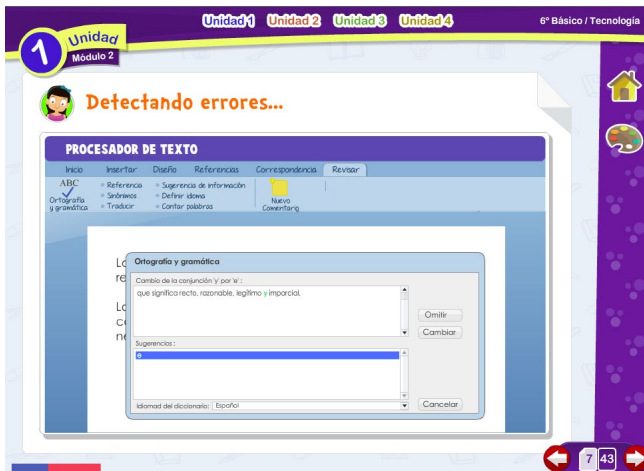 Unidad 1 Unidad 2 Unidad 3 Unidad 4
6º Básico / Tecnología
1 Unidad
Módulo 2
Detectando errores...
PROCESADOR DE TEXTO
Inicio Insertar Diseño Referencias Correspondencia Revisar
ABC
Ortografía y gramática
Referencia
Sinónimos
Traducir
Sugerencia de información
Definir idioma
Contar palabras
Nuevo Comentario
Ortografía y gramática
Cambio de la conjunción 'y' por 'e' :
que significa recto, razonable, legítimo y imparcial.
Omitir
Cambiar
Sugerencias :
e
Idiomad del diccionario: Español
Cancelar
7 43